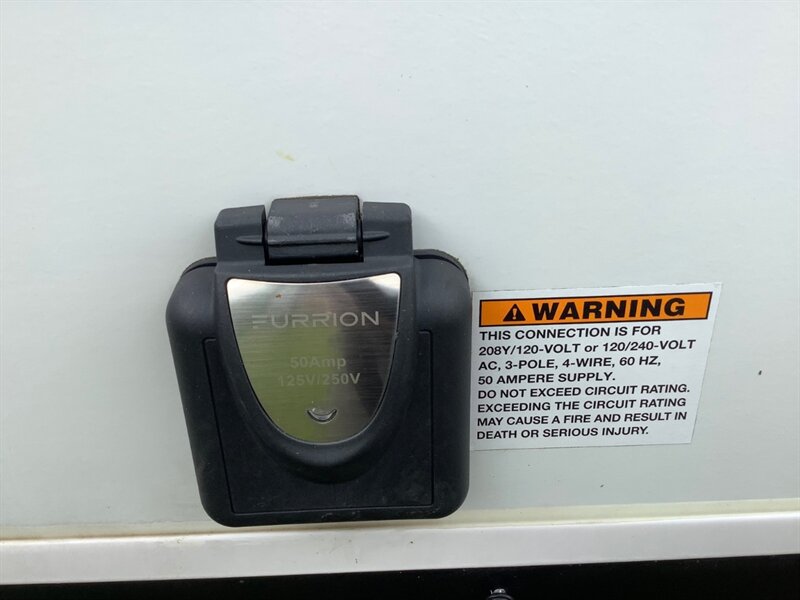 FURRION
50Amp
125V/250V
WARNING
THIS CONNECTION IS FOR
208Y/120-VOLT or 120/240-VOLT
AC, 3-POLE, 4-WIRE, 60 HZ,
50 AMPERE SUPPLY.
DO NOT EXCEED CIRCUIT RATING.
EXCEEDING THE CIRCUIT RATING
MAY CAUSE A FIRE AND RESULT IN
DEATH OR SERIOUS INJURY.